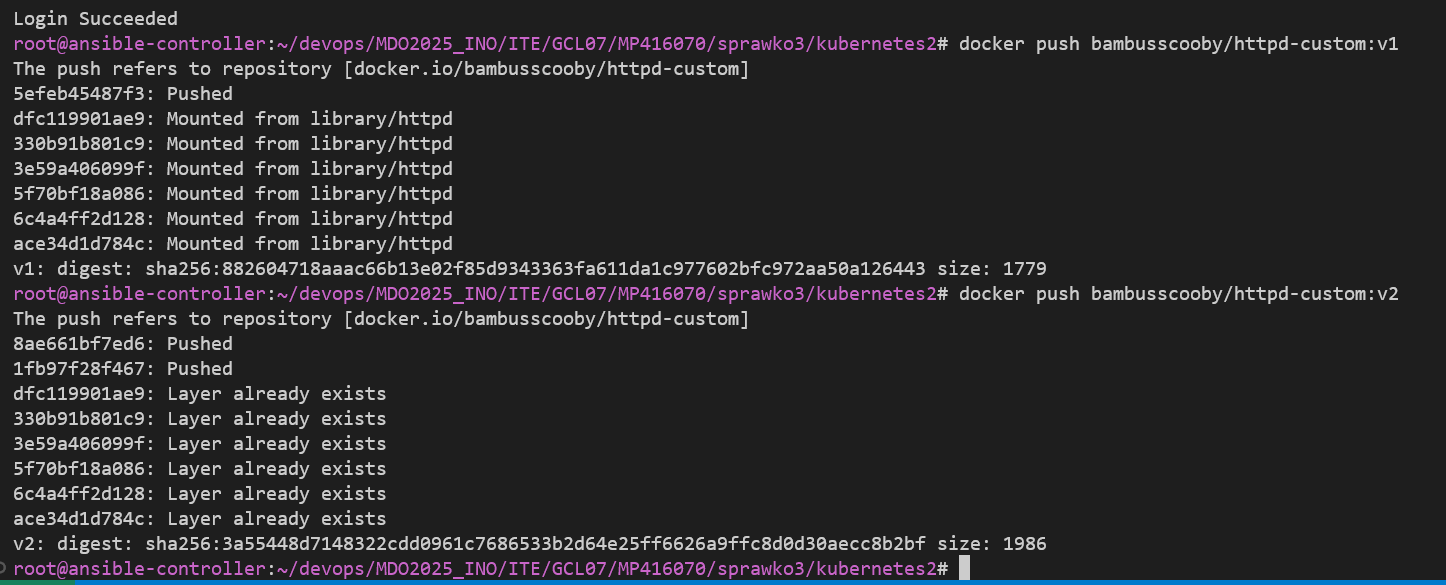 Login Succeeded
root@ansible-controller:~/devops/MDO2025_INO/ITE/GCL07/MP416070/sprawko3/kubernetes2# docker push bambusscooby/httpd-custom:v1
The push refers to repository [docker.io/bambusscooby/httpd-custom]
5efeb45487f3: Pushed
dfc119901ae9: Mounted from library/httpd
330b91b801c9: Mounted from library/httpd
3e59a406099f: Mounted from library/httpd
5f70bf18a086: Mounted from library/httpd
6c4a4ff2d128: Mounted from library/httpd
ace34d1d784c: Mounted from library/httpd
v1: digest: sha256:882604718aaac66b13e02f85d9343363fa611da1c977602bfc972aa50a126443 size: 1779
root@ansible-controller:~/devops/MDO2025_INO/ITE/GCL07/MP416070/sprawko3/kubernetes2# docker push bambusscooby/httpd-custom:v2
The push refers to repository [docker.io/bambusscooby/httpd-custom]
8ae661bf7ed6: Pushed
1fb97f28f467: Pushed
dfc119901ae9: Layer already exists
330b91b801c9: Layer already exists
3e59a406099f: Layer already exists
5f70bf18a086: Layer already exists
6c4a4ff2d128: Layer already exists
ace34d1d784c: Layer already exists
v2: digest: sha256:3a55448d7148322cdd0961c7686533b2d64e25ff6626a9ffc8d0d30aecc8b2bf size: 1986
root@ansible-controller:~/devops/MDO2025_INO/ITE/GCL07/MP416070/sprawko3/kubernetes2#